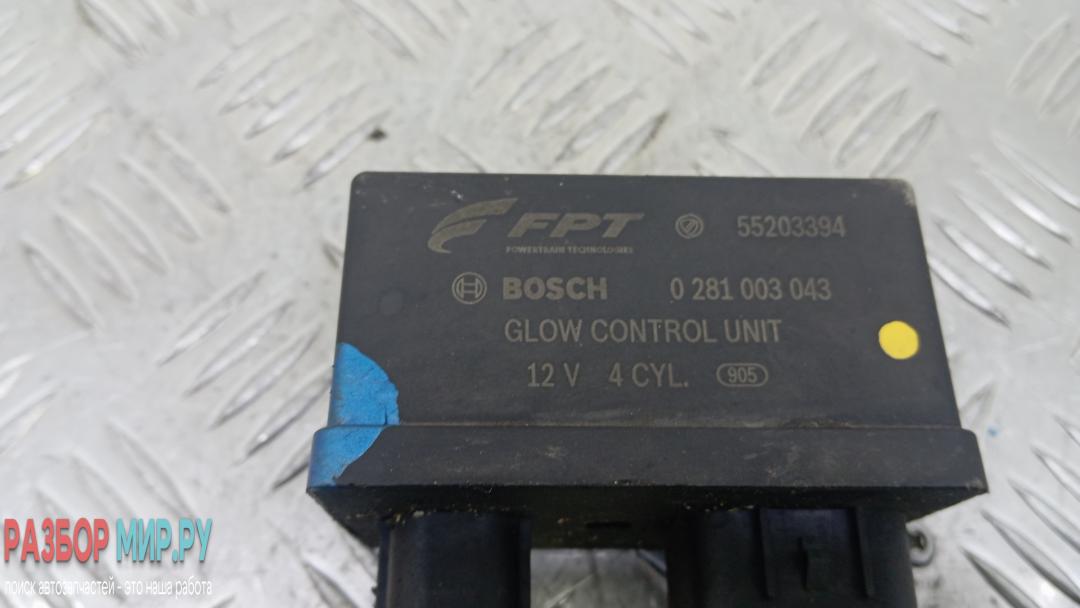 FPT 55203394
POWERTRAIN TECHNOLOGIES
BOSCH 0 281 003 043
GLOW CONTROL UNIT
12 V 4 CYL. 905
РАЗБОР МИР.РУ
поиск автозапчастей - это наша работа